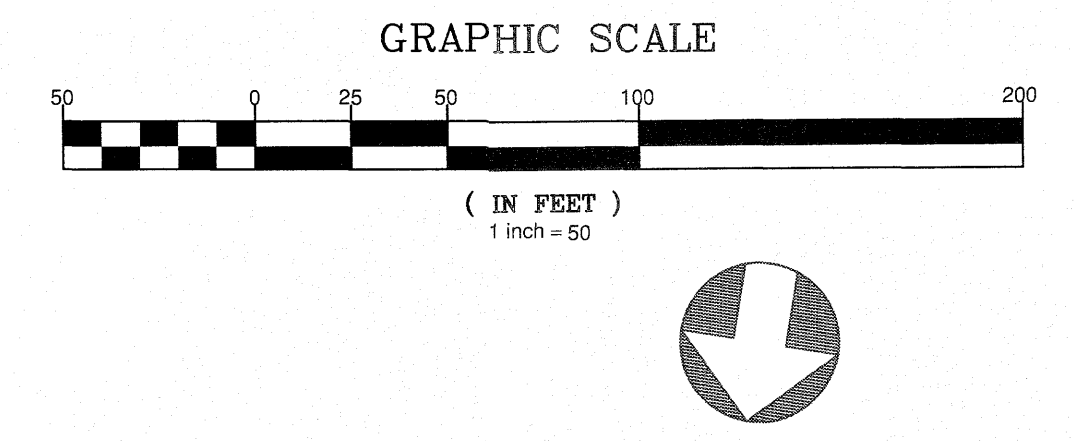 GRAPHIC SCALE
50 0 25 50 100 200
( IN FEET )
1 inch = 50